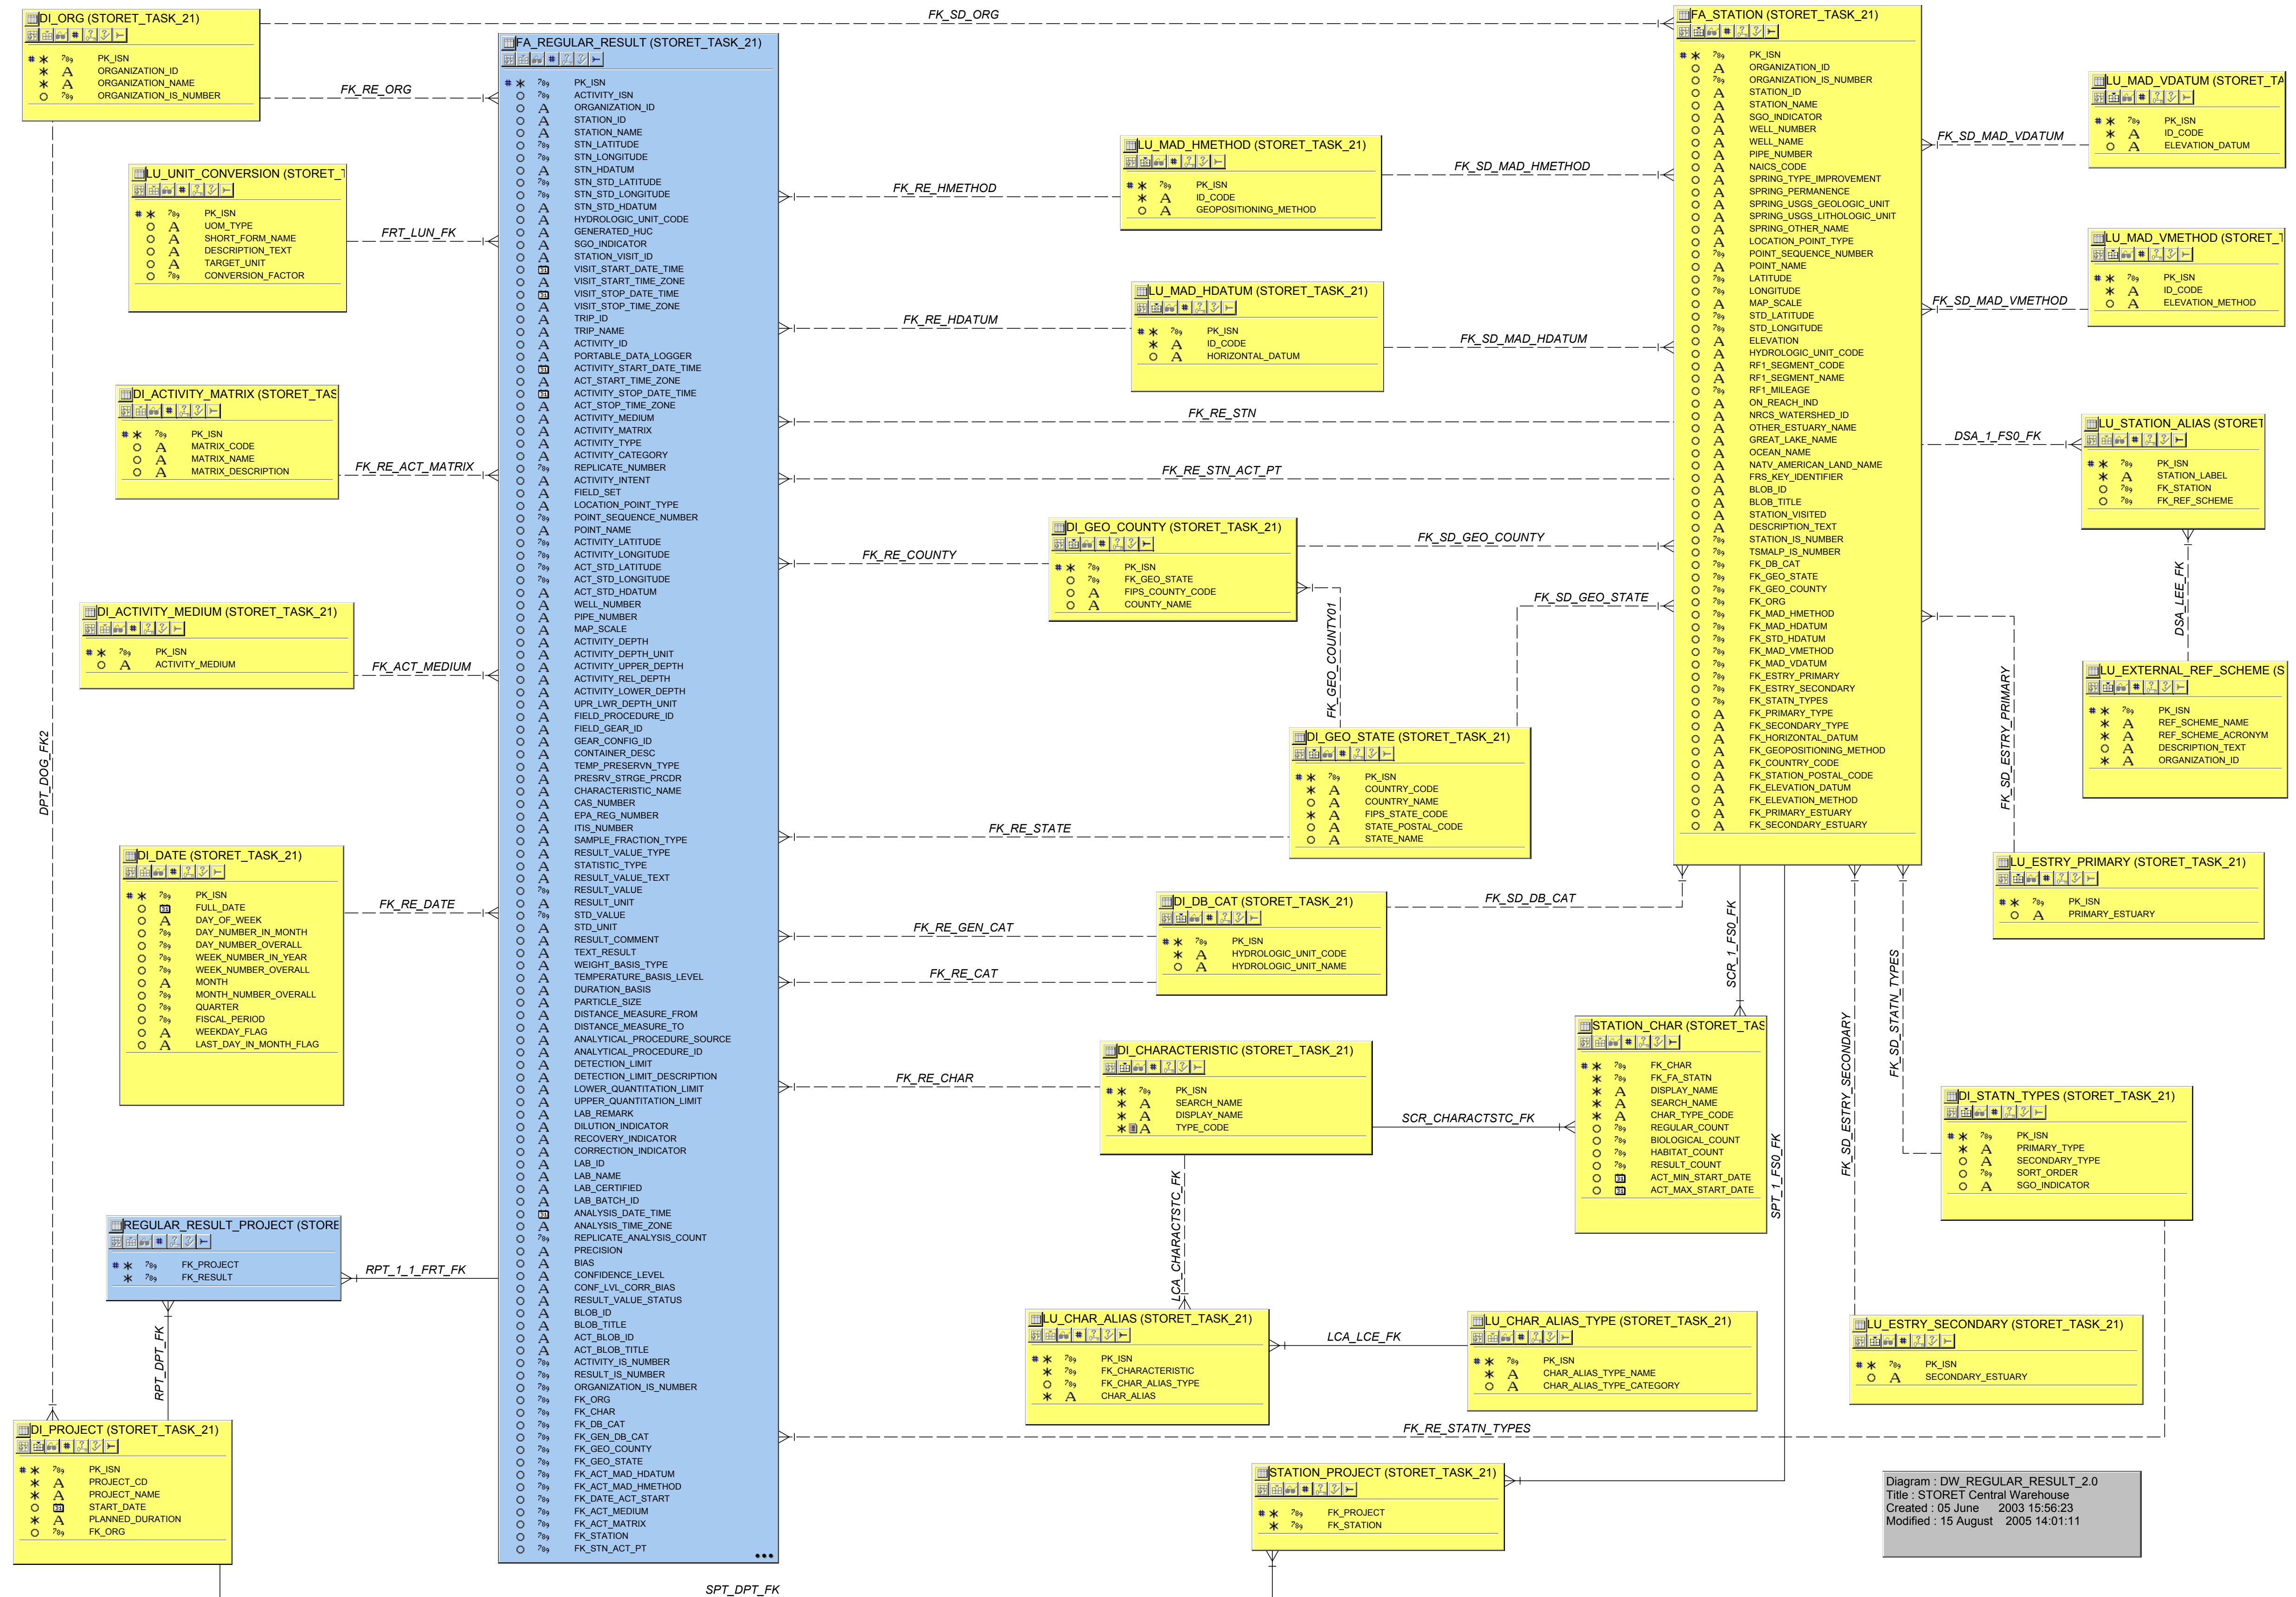 DI_ORG (STORET_TASK_21)
PK_ISN
ORGANIZATION_ID
ORGANIZATION_NAME
ORGANIZATION_IS_NUMBER
FK_SD_ORG
FK_RE_ORG
LU_UNIT_CONVERSION (STORET_T
PK_ISN
UOM_TYPE
SHORT_FORM_NAME
DESCRIPTION_TEXT
TARGET_UNIT
CONVERSION_FACTOR
FRT_LUN_FK
DI_ACTIVITY_MATRIX (STORET_TAS
PK_ISN
MATRIX_CODE
MATRIX_NAME
MATRIX_DESCRIPTION
FK_RE_ACT_MATRIX
DI_ACTIVITY_MEDIUM (STORET_TASK_21)
PK_ISN
ACTIVITY_MEDIUM
FK_ACT_MEDIUM
DPT_DOG_FK2
DI_DATE (STORET_TASK_21)
PK_ISN
FULL_DATE
DAY_OF_WEEK
DAY_NUMBER_IN_MONTH
DAY_NUMBER_OVERALL
WEEK_NUMBER_IN_YEAR
WEEK_NUMBER_OVERALL
MONTH
MONTH_NUMBER_OVERALL
QUARTER
FISCAL_PERIOD
WEEKDAY_FLAG
LAST_DAY_IN_MONTH_FLAG
FK_RE_DATE
REGULAR_RESULT_PROJECT (STORE
FK_PROJECT
FK_RESULT
RPT_1_1_FRT_FK
RPT_DPT_FK
DI_PROJECT (STORET_TASK_21)
PK_ISN
PROJECT_CD
PROJECT_NAME
START_DATE
PLANNED_DURATION
FK_ORG
FA_REGULAR_RESULT (STORET_TASK_21)
PK_ISN
ACTIVITY_ISN
ORGANIZATION_ID
STATION_ID
STATION_NAME
STN_LATITUDE
STN_LONGITUDE
STN_HDATUM
STN_STD_LATITUDE
STN_STD_LONGITUDE
STN_STD_HDATUM
HYDROLOGIC_UNIT_CODE
GENERATED_HUC
SGO_INDICATOR
STATION_VISIT_ID
VISIT_START_DATE_TIME
VISIT_START_TIME_ZONE
VISIT_STOP_DATE_TIME
VISIT_STOP_TIME_ZONE
TRIP_ID
TRIP_NAME
ACTIVITY_ID
PORTABLE_DATA_LOGGER
ACTIVITY_START_DATE_TIME
ACT_START_TIME_ZONE
ACTIVITY_STOP_DATE_TIME
ACT_STOP_TIME_ZONE
ACTIVITY_MEDIUM
ACTIVITY_MATRIX
ACTIVITY_TYPE
ACTIVITY_CATEGORY
REPLICATE_NUMBER
ACTIVITY_INTENT
FIELD_SET
LOCATION_POINT_TYPE
POINT_SEQUENCE_NUMBER
POINT_NAME
ACTIVITY_LATITUDE
ACTIVITY_LONGITUDE
ACT_STD_LATITUDE
ACT_STD_LONGITUDE
ACT_STD_HDATUM
WELL_NUMBER
PIPE_NUMBER
MAP_SCALE
ACTIVITY_DEPTH
ACTIVITY_DEPTH_UNIT
ACTIVITY_UPPER_DEPTH
ACTIVITY_REL_DEPTH
ACTIVITY_LOWER_DEPTH
UPR_LWR_DEPTH_UNIT
FIELD_PROCEDURE_ID
FIELD_GEAR_ID
GEAR_CONFIG_ID
CONTAINER_DESC
TEMP_PRESERVN_TYPE
PRESRV_STRGE_PRCDR
CHARACTERISTIC_NAME
CAS_NUMBER
EPA_REG_NUMBER
ITIS_NUMBER
SAMPLE_FRACTION_TYPE
RESULT_VALUE_TYPE
STATISTIC_TYPE
RESULT_VALUE_TEXT
RESULT_VALUE
RESULT_UNIT
STD_VALUE
STD_UNIT
RESULT_COMMENT
TEXT_RESULT
WEIGHT_BASIS_TYPE
TEMPERATURE_BASIS_LEVEL
DURATION_BASIS
PARTICLE_SIZE
DISTANCE_MEASURE_FROM
DISTANCE_MEASURE_TO
ANALYTICAL_PROCEDURE_SOURCE
ANALYTICAL_PROCEDURE_ID
DETECTION_LIMIT
DETECTION_LIMIT_DESCRIPTION
LOWER_QUANTITATION_LIMIT
UPPER_QUANTITATION_LIMIT
LAB_REMARK
DILUTION_INDICATOR
RECOVERY_INDICATOR
CORRECTION_INDICATOR
LAB_ID
LAB_NAME
LAB_CERTIFIED
LAB_BATCH_ID
ANALYSIS_DATE_TIME
ANALYSIS_TIME_ZONE
REPLICATE_ANALYSIS_COUNT
PRECISION
BIAS
CONFIDENCE_LEVEL
CONF_LVL_CORR_BIAS
RESULT_VALUE_STATUS
BLOB_ID
BLOB_TITLE
ACT_BLOB_ID
ACT_BLOB_TITLE
ACTIVITY_IS_NUMBER
RESULT_IS_NUMBER
ORGANIZATION_IS_NUMBER
FK_ORG
FK_CHAR
FK_DB_CAT
FK_GEN_DB_CAT
FK_GEO_COUNTY
FK_GEO_STATE
FK_ACT_MAD_HDATUM
FK_ACT_MAD_HMETHOD
FK_DATE_ACT_START
FK_ACT_MEDIUM
FK_ACT_MATRIX
FK_STATION
FK_STN_ACT_PT
SPT_DPT_FK
LU_MAD_HMETHOD (STORET_TASK_21)
PK_ISN
ID_CODE
GEOPOSITIONING_METHOD
FK_RE_HMETHOD
FK_SD_MAD_HMETHOD
LU_MAD_HDATUM (STORET_TASK_21)
PK_ISN
ID_CODE
HORIZONTAL_DATUM
FK_RE_HDATUM
FK_SD_MAD_HDATUM
FK_RE_STN
FK_RE_STN_ACT_PT
DI_GEO_COUNTY (STORET_TASK_21)
PK_ISN
FK_GEO_STATE
FIPS_COUNTY_CODE
COUNTY_NAME
FK_RE_COUNTY
FK_SD_GEO_COUNTY
FK_SD_GEO_STATE
FK_GEO_COUNTY01
DI_GEO_STATE (STORET_TASK_21)
PK_ISN
COUNTRY_CODE
COUNTRY_NAME
FIPS_STATE_CODE
STATE_POSTAL_CODE
STATE_NAME
FK_RE_STATE
DI_DB_CAT (STORET_TASK_21)
PK_ISN
HYDROLOGIC_UNIT_CODE
HYDROLOGIC_UNIT_NAME
FK_SD_DB_CAT
FK_RE_GEN_CAT
FK_RE_CAT
DI_CHARACTERISTIC (STORET_TASK_21)
PK_ISN
SEARCH_NAME
DISPLAY_NAME
TYPE_CODE
FK_RE_CHAR
SCR_CHARACTSTC_FK
LCA_CHARACTSTC_FK
STATION_CHAR (STORET_TAS
FK_CHAR
FK_FA_STATN
DISPLAY_NAME
SEARCH_NAME
CHAR_TYPE_CODE
REGULAR_COUNT
BIOLOGICAL_COUNT
HABITAT_COUNT
RESULT_COUNT
ACT_MIN_START_DATE
ACT_MAX_START_DATE
SCR_1_FS0_FK
SPT_1_FS0_FK
LU_CHAR_ALIAS (STORET_TASK_21)
PK_ISN
FK_CHARACTERISTIC
FK_CHAR_ALIAS_TYPE
CHAR_ALIAS
LCA_LCE_FK
LU_CHAR_ALIAS_TYPE (STORET_TASK_21)
PK_ISN
CHAR_ALIAS_TYPE_NAME
CHAR_ALIAS_TYPE_CATEGORY
FK_RE_STATN_TYPES
STATION_PROJECT (STORET_TASK_21)
FK_PROJECT
FK_STATION
FA_STATION (STORET_TASK_21)
PK_ISN
ORGANIZATION_ID
ORGANIZATION_IS_NUMBER
STATION_ID
STATION_NAME
SGO_INDICATOR
WELL_NUMBER
WELL_NAME
PIPE_NUMBER
NAICS_CODE
SPRING_TYPE_IMPROVEMENT
SPRING_PERMANENCE
SPRING_USGS_GEOLOGIC_UNIT
SPRING_USGS_LITHOLOGIC_UNIT
SPRING_OTHER_NAME
LOCATION_POINT_TYPE
POINT_SEQUENCE_NUMBER
POINT_NAME
LATITUDE
LONGITUDE
MAP_SCALE
STD_LATITUDE
STD_LONGITUDE
ELEVATION
HYDROLOGIC_UNIT_CODE
RF1_SEGMENT_CODE
RF1_SEGMENT_NAME
RF1_MILEAGE
ON_REACH_IND
NRCS_WATERSHED_ID
OTHER_ESTUARY_NAME
GREAT_LAKE_NAME
OCEAN_NAME
NATV_AMERICAN_LAND_NAME
FRS_KEY_IDENTIFIER
BLOB_ID
BLOB_TITLE
STATION_VISITED
DESCRIPTION_TEXT
STATION_IS_NUMBER
TSMALP_IS_NUMBER
FK_DB_CAT
FK_GEO_STATE
FK_GEO_COUNTY
FK_ORG
FK_MAD_HMETHOD
FK_MAD_HDATUM
FK_STD_HDATUM
FK_MAD_VMETHOD
FK_MAD_VDATUM
FK_ESTRY_PRIMARY
FK_ESTRY_SECONDARY
FK_STATN_TYPES
FK_PRIMARY_TYPE
FK_SECONDARY_TYPE
FK_HORIZONTAL_DATUM
FK_GEOPOSITIONING_METHOD
FK_COUNTRY_CODE
FK_STATION_POSTAL_CODE
FK_ELEVATION_DATUM
FK_ELEVATION_METHOD
FK_PRIMARY_ESTUARY
FK_SECONDARY_ESTUARY
LU_MAD_VDATUM (STORET_TA
PK_ISN
ID_CODE
ELEVATION_DATUM
FK_SD_MAD_VDATUM
LU_MAD_VMETHOD (STORET_T
PK_ISN
ID_CODE
ELEVATION_METHOD
FK_SD_MAD_VMETHOD
LU_STATION_ALIAS (STORET
PK_ISN
STATION_LABEL
FK_STATION
FK_REF_SCHEME
DSA_1_FS0_FK
DSA_LEE_FK
LU_EXTERNAL_REF_SCHEME (S
PK_ISN
REF_SCHEME_NAME
REF_SCHEME_ACRONYM
DESCRIPTION_TEXT
ORGANIZATION_ID
FK_SD_ESTRY_PRIMARY
LU_ESTRY_PRIMARY (STORET_TASK_21)
PK_ISN
PRIMARY_ESTUARY
FK_SD_STATN_TYPES
FK_SD_ESTRY_SECONDARY
DI_STATN_TYPES (STORET_TASK_21)
PK_ISN
PRIMARY_TYPE
SECONDARY_TYPE
SORT_ORDER
SGO_INDICATOR
LU_ESTRY_SECONDARY (STORET_TASK_21)
PK_ISN
SECONDARY_ESTUARY
Diagram : DW_REGULAR_RESULT_2.0
Title : STORET Central Warehouse
Created : 05 June 2003 15:56:23
Modified : 15 August 2005 14:01:11